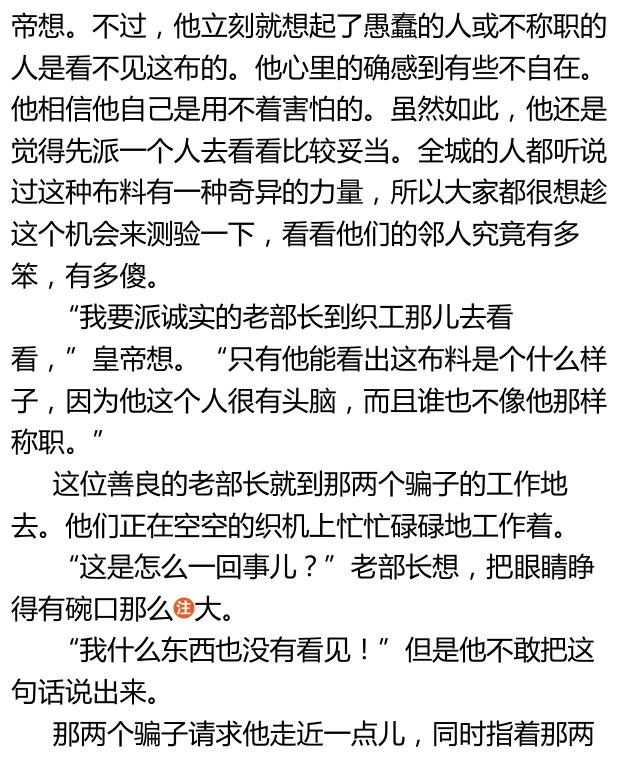 帝想。不过，他立刻就想起了愚蠢的人或不称职的
人是看不见这布的。他心里的确感到有些不自在。
他相信他自己是用不着害怕的。虽然如此，他还是
觉得先派一个人去看看比较妥当。全城的人都听说
过这种布料有一种奇异的力量，所以大家都很想趁
这个机会来测验一下，看看他们的邻人究竟有多
笨，有多傻。
“我要派诚实的老部长到织工那儿去看
看，”皇帝想。“只有他能看出这布料是个什么样
子，因为他这个人很有头脑，而且谁也不像他那样
称职。”
这位善良的老部长就到那两个骗子的工作地
去。他们正在空空的织机上忙忙碌碌地工作着。
“这是怎么一回事儿？”老部长想，把眼睛睁
得有碗口那么注大。
“我什么东西也没有看见！”但是他不敢把这
句话说出来。
那两个骗子请求他走近一点儿，同时指着那两